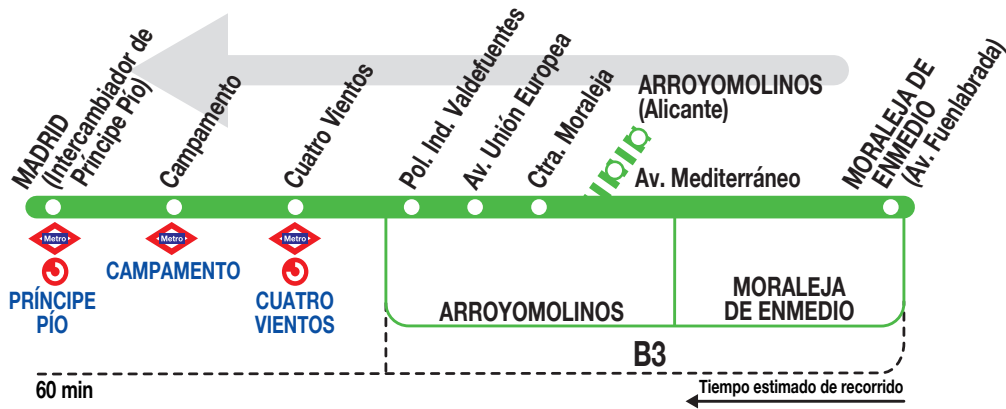 MADRID
(Intercambiador de
Príncipe Pío)
Campamento
Cuatro Vientos
Pol. Ind. Valdefuentes
Av. Unión Europea
Ctra. Moraleja
ARROYOMOLINOS
(Alicante)
Av. Mediterráneo
MORALEJA DE
ENMEDIO
(Av. Fuenlabrada)
Metro
Metro
Metro
PRÍNCIPE
PÍO
CAMPAMENTO
CUATRO
VIENTOS
ARROYOMOLINOS
MORALEJA
DE ENMEDIO
B3
60 min
Tiempo estimado de recorrido